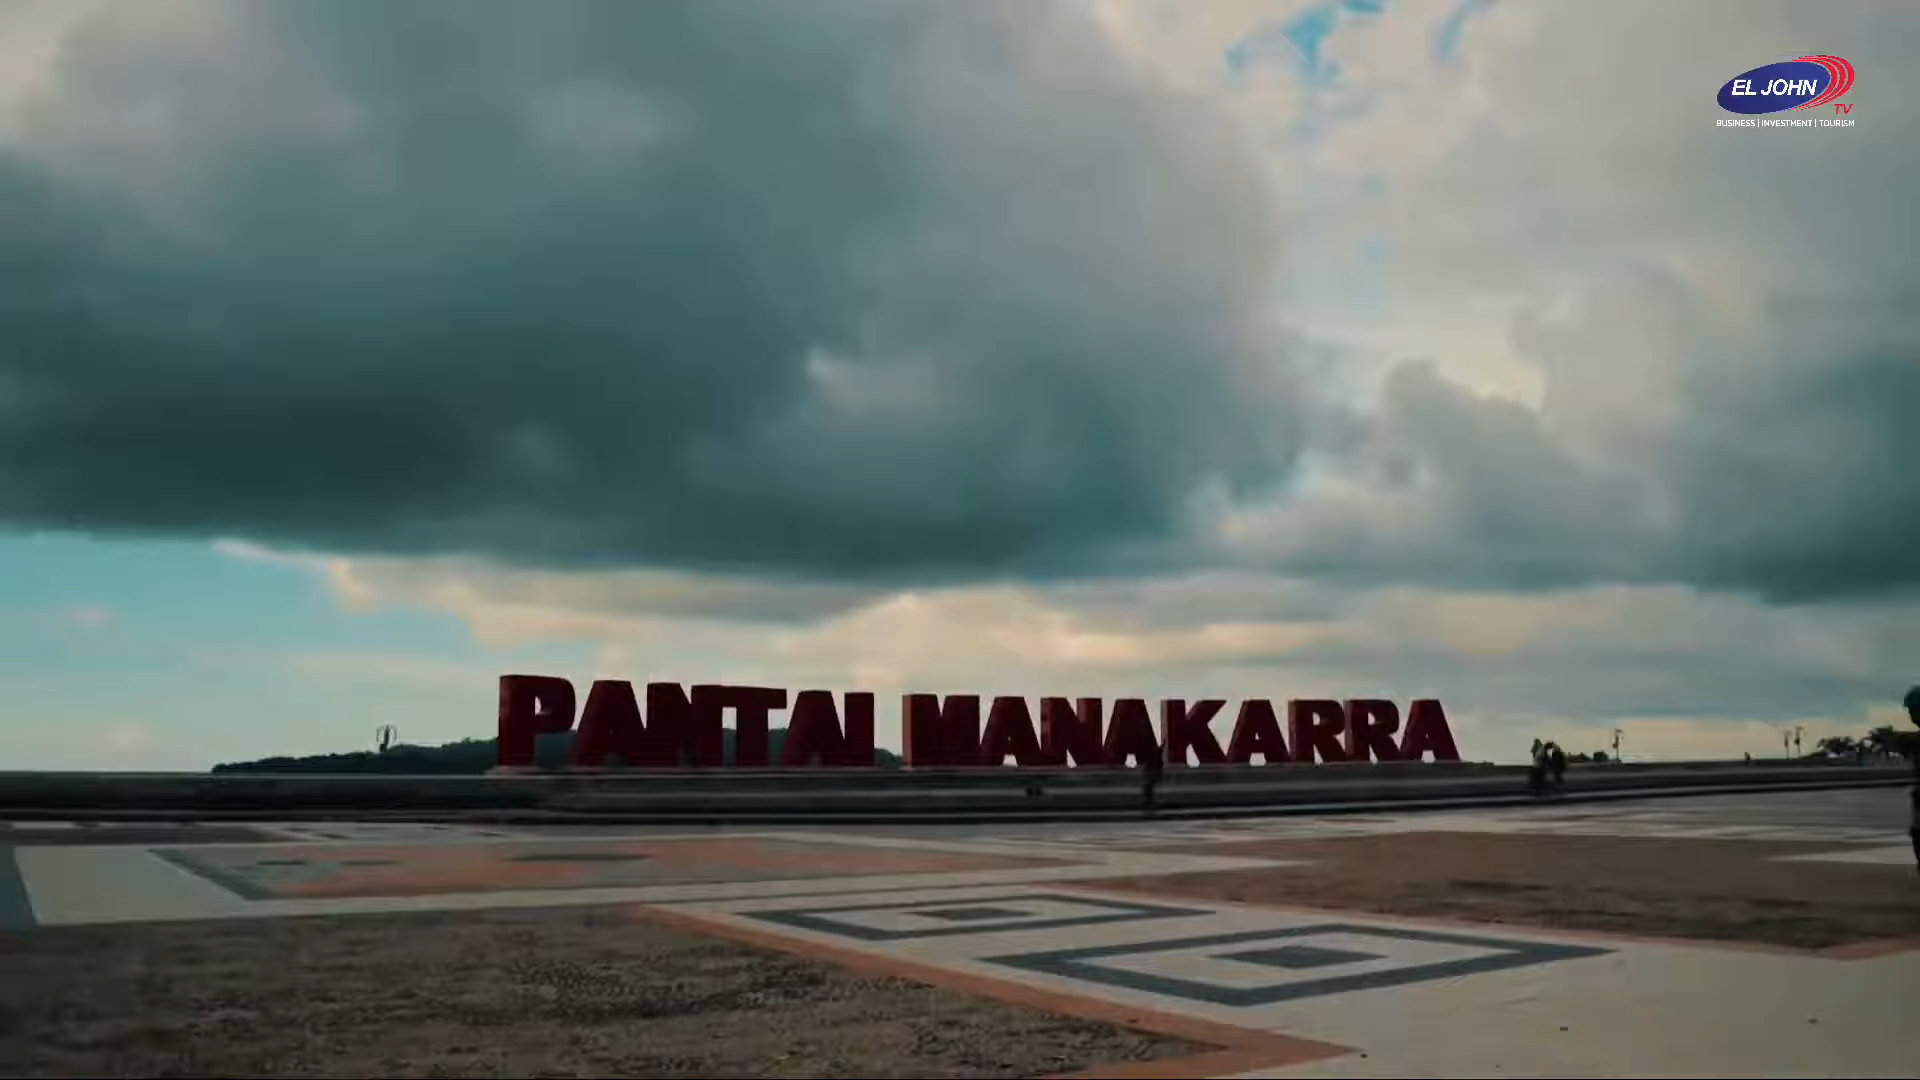 EL JOHN
TV
BUSINESS | INVESTMENT | TOURISM
PANTAI MANAKARRA